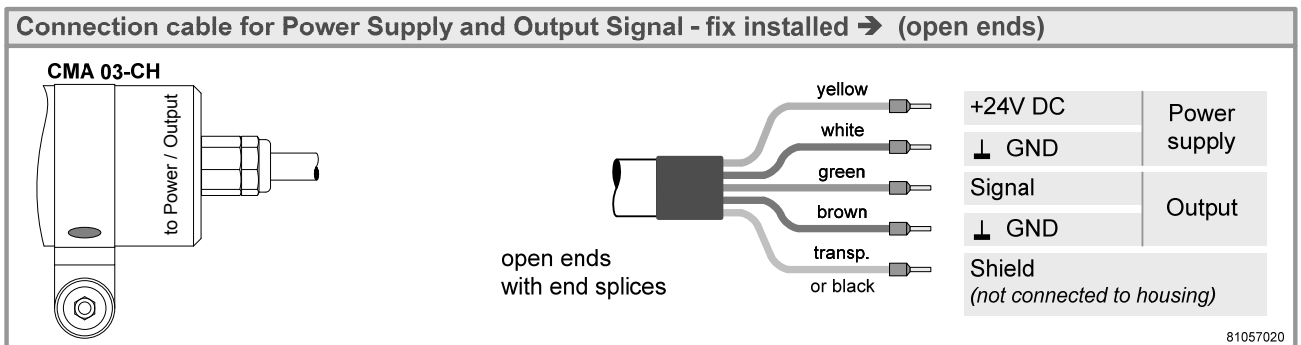 Connection cable for Power Supply and Output Signal - fix installed ➔ (open ends)
CMA 03-CH
to Power / Output
open ends
with end splices
yellow
white
green
brown
transp.
or black
+24V DC
⊥ GND
Power
supply
Signal
⊥ GND
Output
Shield
(not connected to housing)
81057020